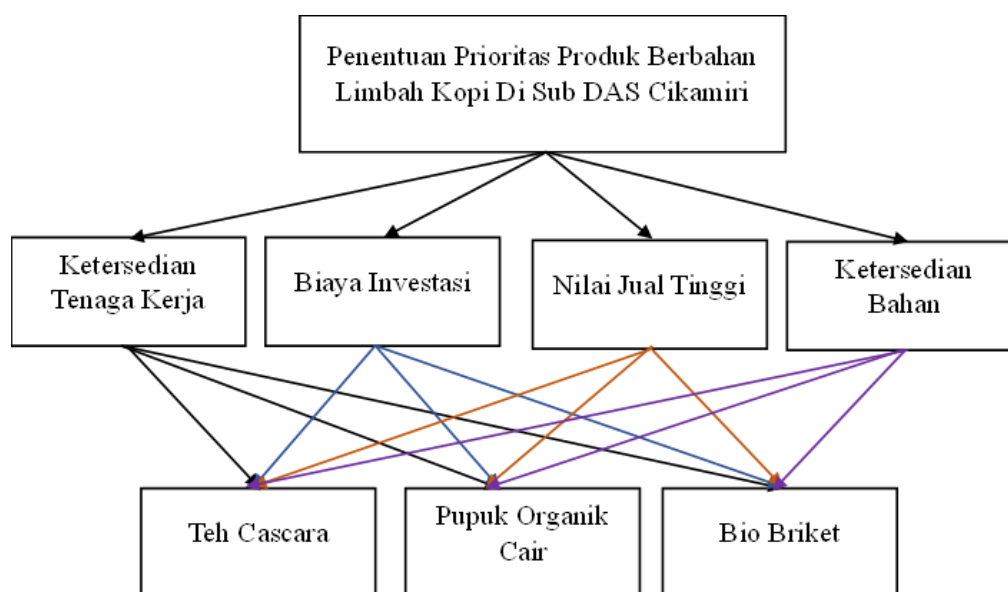 Penentuan Prioritas Produk Berbahan
Limbah Kopi Di Sub DAS Cikamiri
Ketersedian
Tenaga Kerja
Biaya Investasi
Nilai Jual Tinggi
Ketersedian
Bahan
Teh Cascara
Pupuk Organik
Cair
Bio Briket